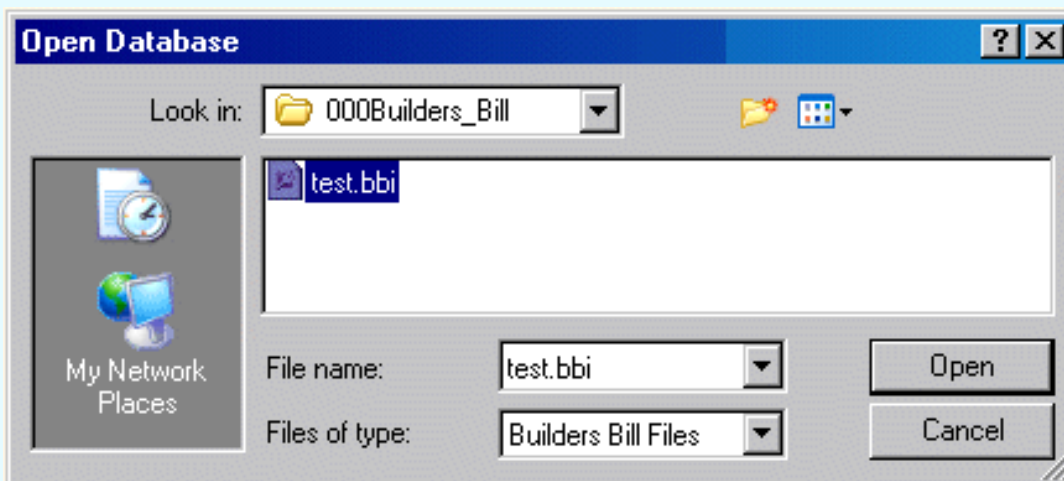 Open Database
Look in: 000Builders_Bill
test.bbi
My Network
Places
File name: test.bbi Open
Files of type: Builders Bill Files Cancel